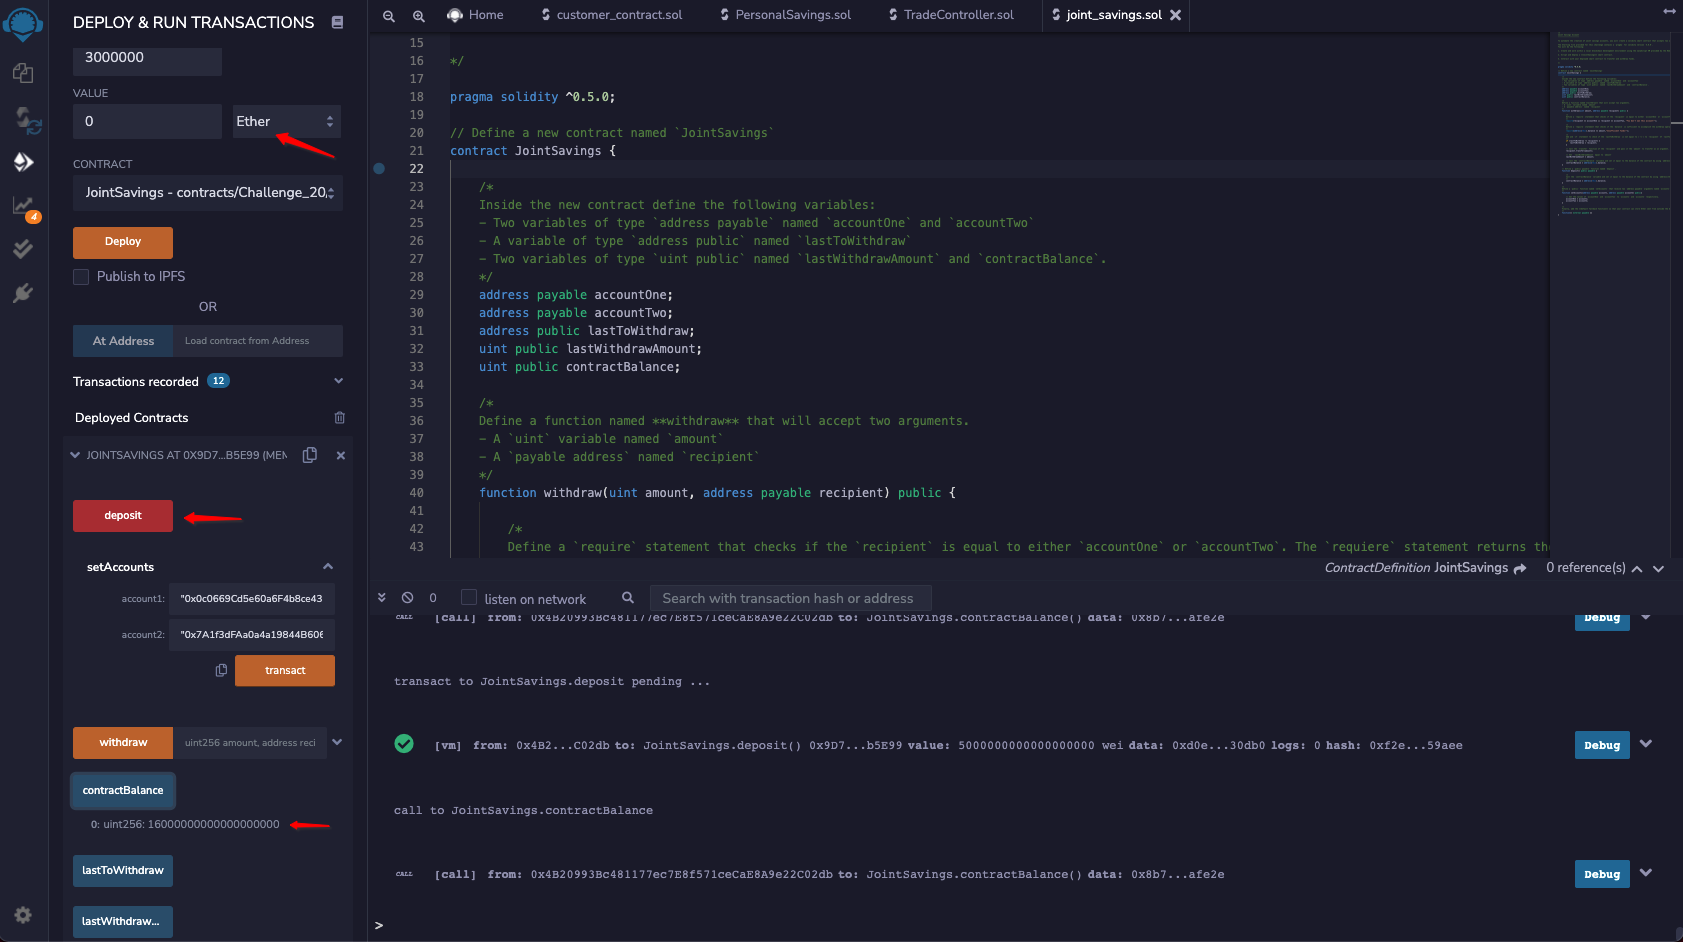 DEPLOY & RUN TRANSACTIONS
3000000
VALUE
0
Ether
CONTRACT
JointSavings - contracts/Challenge_20,
Deploy
Publish to IPFS
OR
At Address
Load contract from Address
Transactions recorded 12
Deployed Contracts
JOINTSAVINGS AT 0X9D7...B5E99 (MEM
deposit
setAccounts
account1: "0x0c0669Cd5e60a6F4b8ce43
account2: "0x7A1f3dFAa0a4a19844B606
transact
withdraw
uint256 amount, address reci
contractBalance
0: uint256: 16000000000000000000
lastToWithdraw
lastWithdraw...
4
Home
customer_contract.sol
PersonalSavings.sol
TradeController.sol
joint_savings.sol
15
16 */
17
18 pragma solidity ^0.5.0;
19
20 // Define a new contract named `JointSavings`
21 contract JointSavings {
22
23 /*
24 Inside the new contract define the following variables:
25 - Two variables of type `address payable` named `accountOne` and `accountTwo`
26 - A variable of type `address public` named `lastToWithdraw`
27 - Two variables of type `uint public` named `lastWithdrawAmount` and `contractBalance`.
28 */
29 address payable accountOne;
30 address payable accountTwo;
31 address public lastToWithdraw;
32 uint public lastWithdrawAmount;
33 uint public contractBalance;
34
35 /*
36 Define a function named **withdraw** that will accept two arguments.
37 - A `uint` variable named `amount`
38 - A `payable address` named `recipient`
39 */
40 function withdraw(uint amount, address payable recipient) public {
41
42 /*
43 Define a `require` statement that checks if the `recipient` is equal to either `accountOne` or `accountTwo`. The `requiere` statement returns the
ContractDefinition JointSavings
0 reference(s)
0
listen on network
Search with transaction hash or address
CALL [call] from: 0x4B20993Bc481177ec7E8f571ceCaE8A9e22C02db to: JointSavings.contractBalance() data: 0x8b7...afe2e
Debug
transact to JointSavings.deposit pending ...
[vm] from: 0x4B2...C02db to: JointSavings.deposit() 0x9D7...b5E99 value: 5000000000000000000 wei data: 0xd0e...30db0 logs: 0 hash: 0xf2e...59aee
Debug
call to JointSavings.contractBalance
CALL [call] from: 0x4B20993Bc481177ec7E8f571ceCaE8A9e22C02db to: JointSavings.contractBalance() data: 0x8b7...afe2e
Debug
>